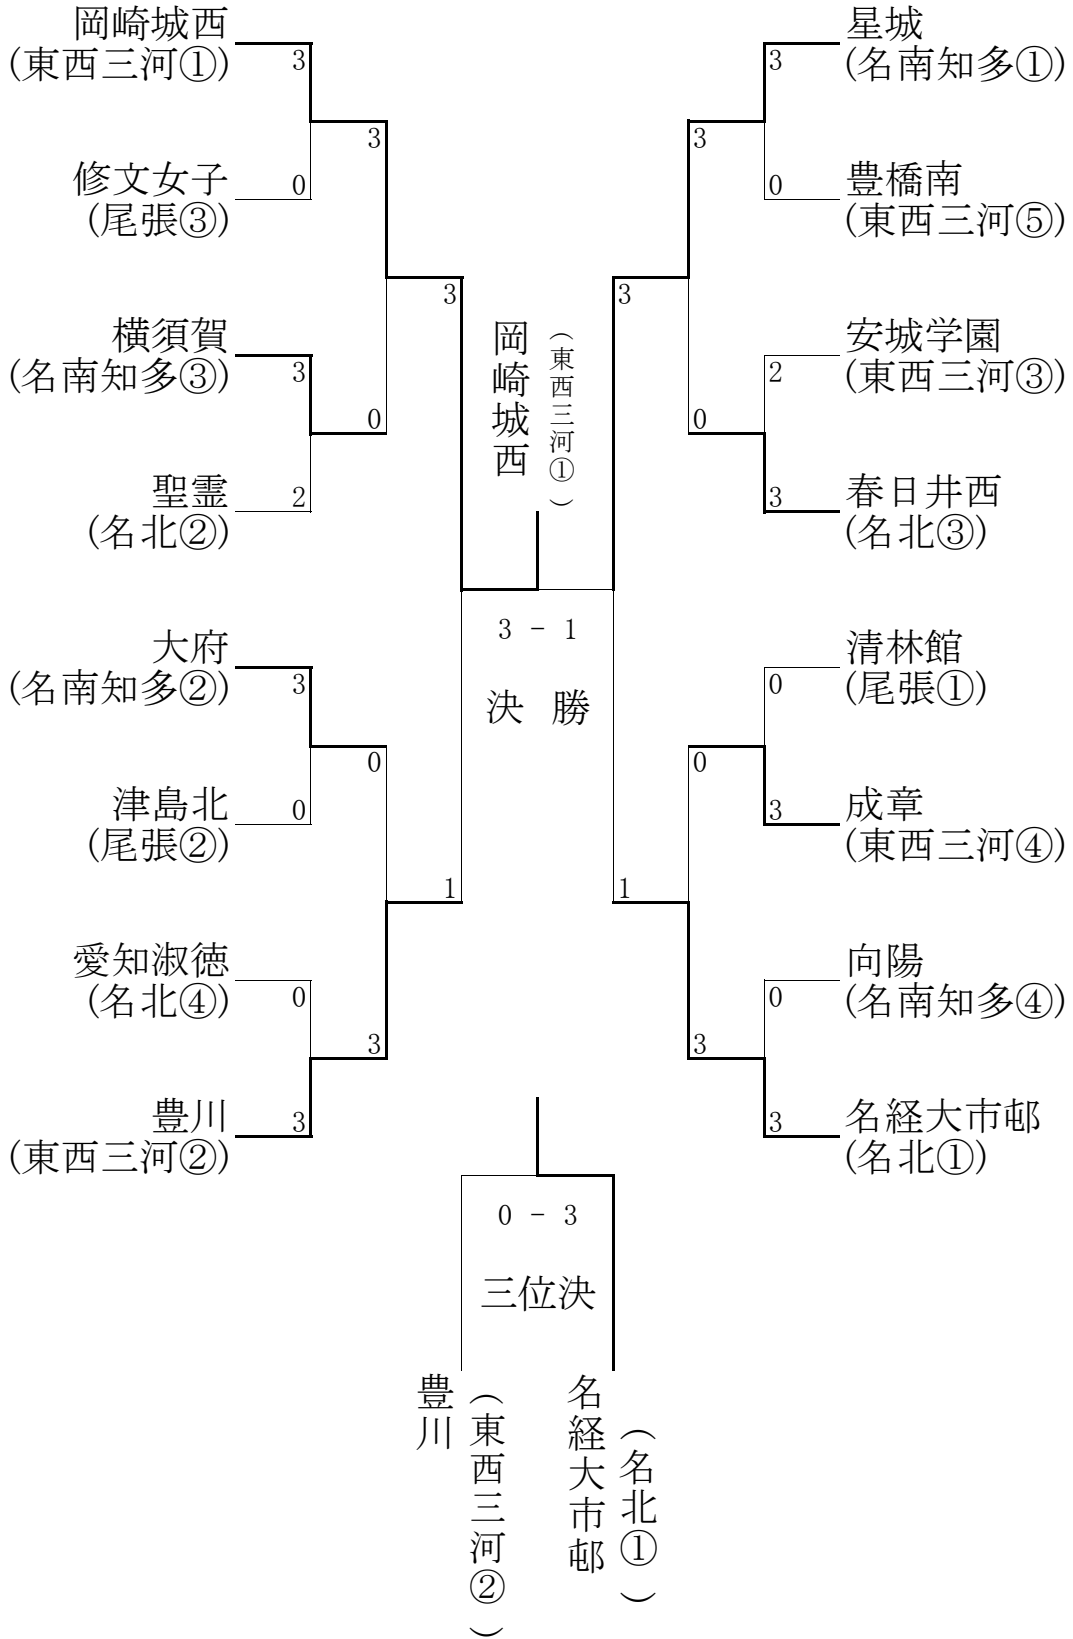 岡崎城西
(東西三河①)
3
3
修文女子
(尾張③)
0
横須賀
(名南知多③)
3
0
聖霊
(名北②)
2
3
大府
(名南知多②)
3
0
津島北
(尾張②)
0
1
愛知淑徳
(名北④)
0
3
豊川
(東西三河②)
3
岡崎城西
(東西三河①)
3 - 1
決 勝
星城
(名南知多①)
3
3
豊橋南
(東西三河⑤)
0
3
安城学園
(東西三河③)
2
0
春日井西
(名北③)
3
清林館
(尾張①)
0
0
成章
(東西三河④)
3
1
向陽
(名南知多④)
0
3
名経大市邨
(名北①)
3
0 - 3
三位決
豊川
(東西三河②)
名経大市邨
(名北①)